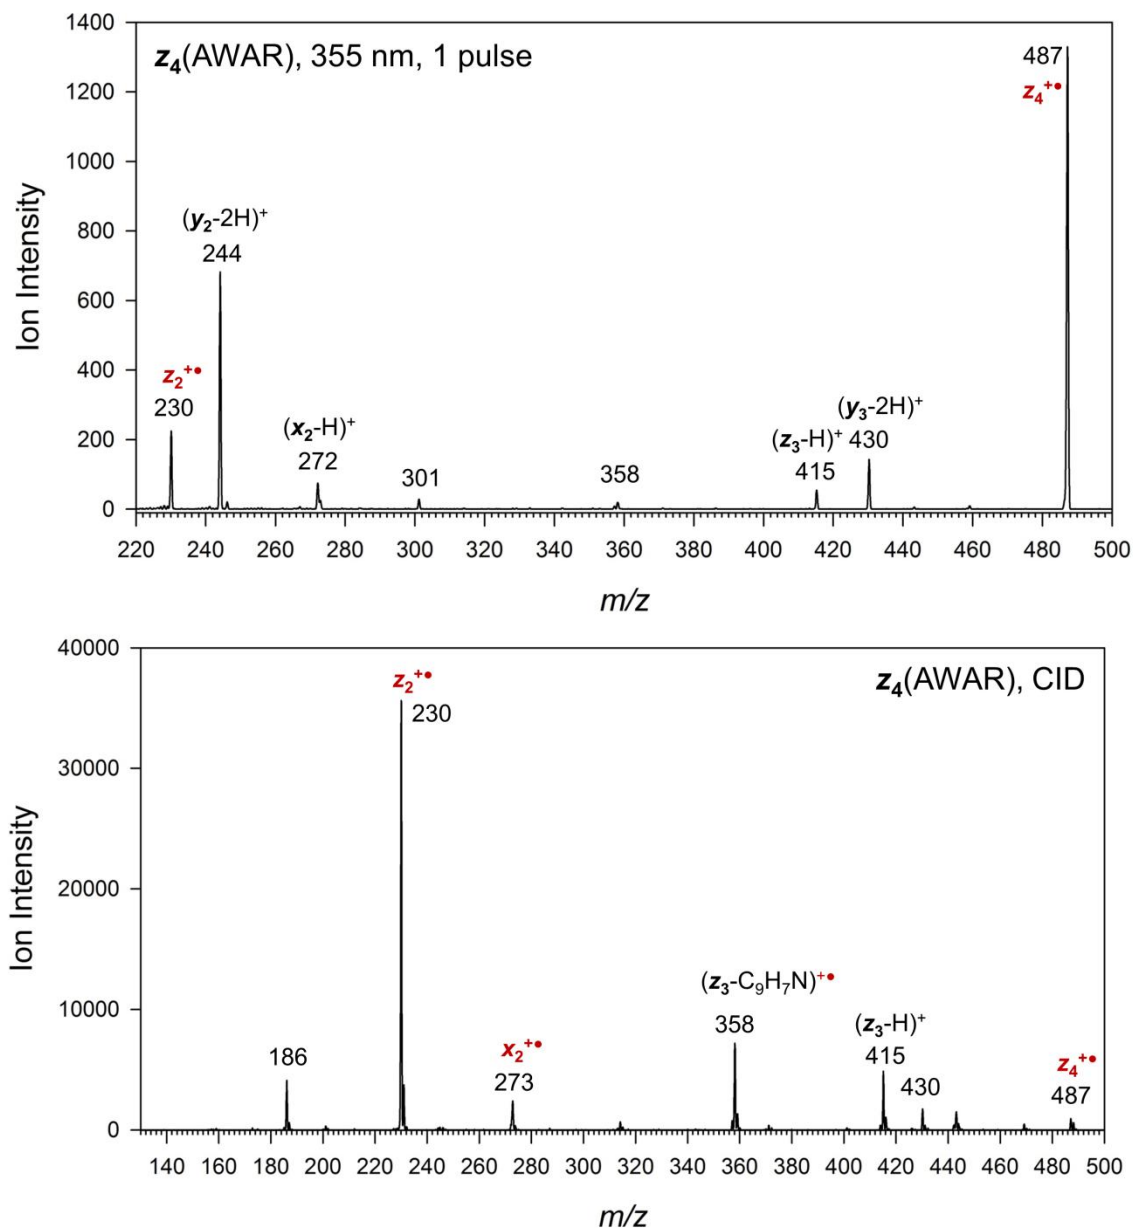 1400
z₄(AWAR), 355 nm, 1 pulse
487
z₄⁺•
1200
1000
Ion Intensity
800
(y₂-2H)⁺
244
600
z₂⁺•
400
230
(x₂-H)⁺
272
(y₃-2H)⁺
(z₃-H)⁺ 430
200
301
358
415
0
220 240 260 280 300 320 340 360 380 400 420 440 460 480 500
m/z
40000
z₂⁺•
230
z₄(AWAR), CID
30000
Ion Intensity
20000
(z₃-C₉H₇N)⁺•
10000
358
(z₃-H)⁺
415
x₂⁺•
z₄⁺•
186
273
430
487
0
140 160 180 200 220 240 260 280 300 320 340 360 380 400 420 440 460 480 500
m/z